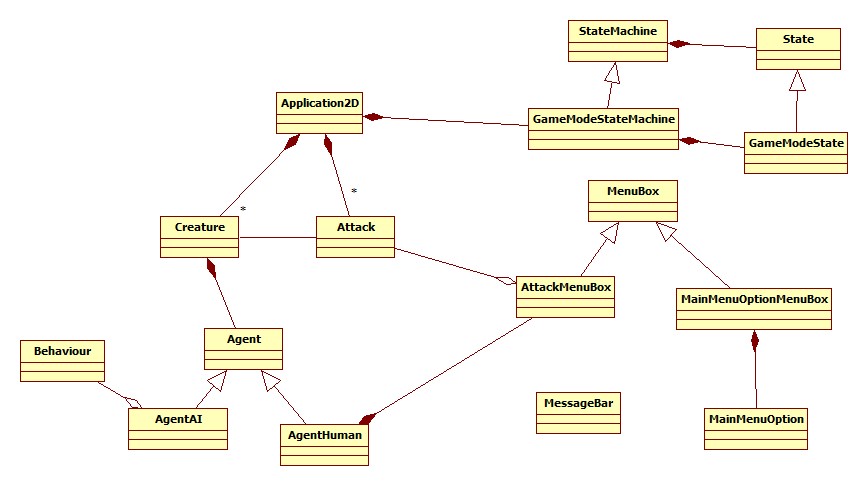 StateMachine
State
Application2D
GameModeStateMachine
GameModeState
MenuBox
*
*
Creature
Attack
AttackMenuBox
MainMenuOptionMenuBox
Agent
Behaviour
MessageBar
AgentAI
MainMenuOption
AgentHuman